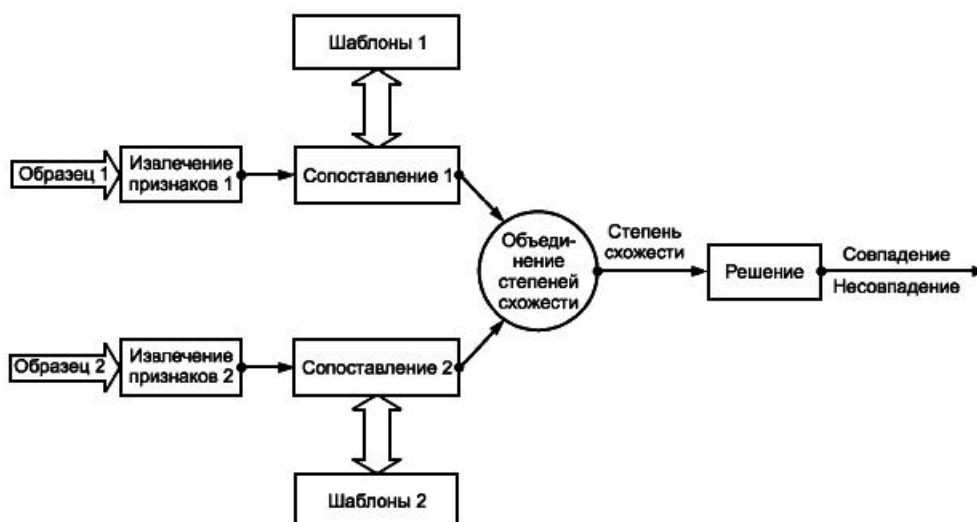 Шаблоны 1
Образец 1
Извлечение
признаков 1
Сопоставление 1
Объеди-
нение
степеней
схожести
Степень
схожести
Решение
Совпадение
Несовпадение
Образец 2
Извлечение
признаков 2
Сопоставление 2
Шаблоны 2